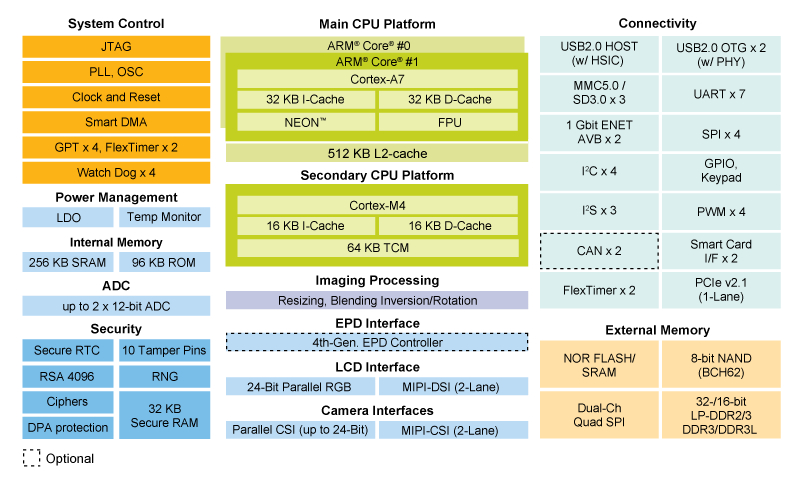 System Control
JTAG
PLL, OSC
Clock and Reset
Smart DMA
GPT x 4, FlexTimer x 2
Watch Dog x 4
Power Management
LDO
Temp Monitor
Internal Memory
256 KB SRAM
96 KB ROM
ADC
up to 2 x 12-bit ADC
Security
Secure RTC
10 Tamper Pins
RSA 4096
RNG
Ciphers
DPA protection
32 KB
Secure RAM
Optional
Main CPU Platform
ARM® Core® #0
ARM® Core® #1
Cortex-A7
32 KB I-Cache
32 KB D-Cache
NEON™
FPU
512 KB L2-cache
Secondary CPU Platform
Cortex-M4
16 KB I-Cache
16 KB D-Cache
64 KB TCM
Imaging Processing
Resizing, Blending Inversion/Rotation
EPD Interface
4th-Gen. EPD Controller
LCD Interface
24-Bit Parallel RGB
MIPI-DSI (2-Lane)
Camera Interfaces
Parallel CSI (up to 24-Bit)
MIPI-CSI (2-Lane)
Connectivity
USB2.0 HOST
(w/ HSIC)
USB2.0 OTG x 2
(w/ PHY)
MMC5.0 /
SD3.0 x 3
UART x 7
1 Gbit ENET
AVB x 2
SPI x 4
I²C x 4
GPIO,
Keypad
I²S x 3
PWM x 4
CAN x 2
Smart Card
I/F x 2
FlexTimer x 2
PCIe v2.1
(1-Lane)
External Memory
NOR FLASH/
SRAM
8-bit NAND
(BCH62)
Dual-Ch
Quad SPI
32-/16-bit
LP-DDR2/3
DDR3/DDR3L